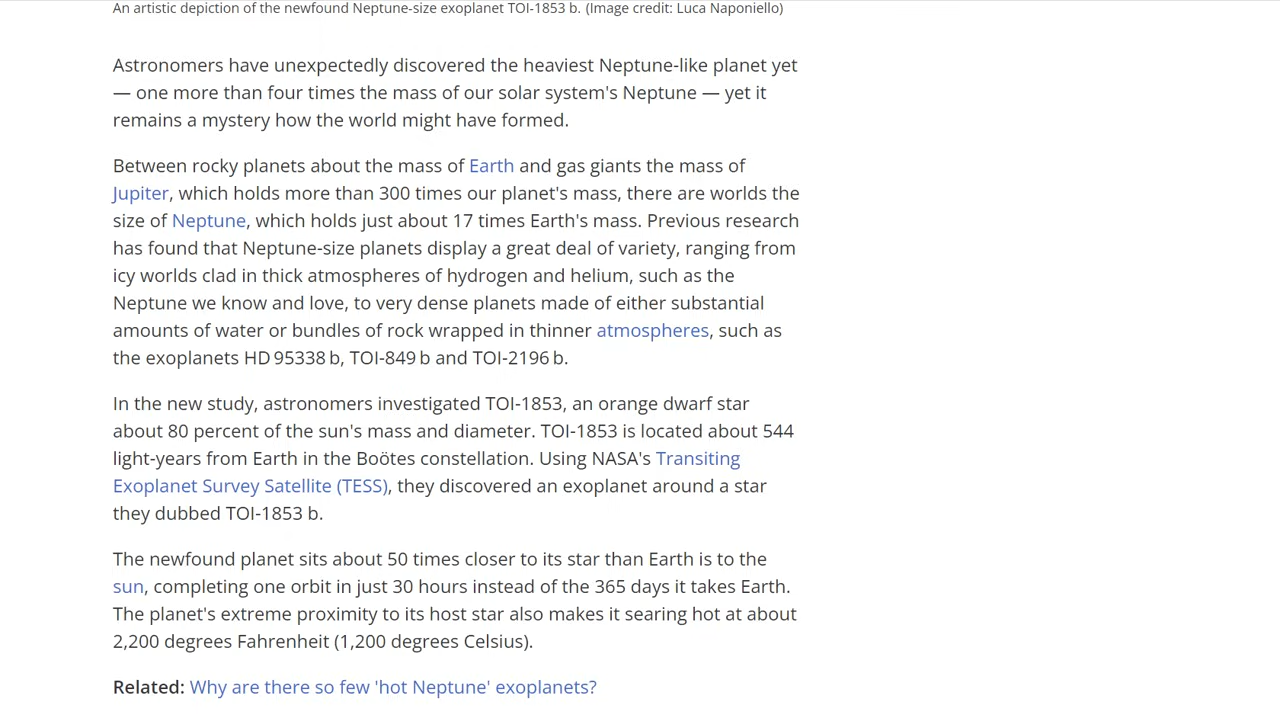 An artistic depiction of the newfound Neptune-size exoplanet TOI-1853 b. (Image credit: Luca Naponiello)
Astronomers have unexpectedly discovered the heaviest Neptune-like planet yet
— one more than four times the mass of our solar system's Neptune — yet it
remains a mystery how the world might have formed.
Between rocky planets about the mass of Earth and gas giants the mass of
Jupiter, which holds more than 300 times our planet's mass, there are worlds the
size of Neptune, which holds just about 17 times Earth's mass. Previous research
has found that Neptune-size planets display a great deal of variety, ranging from
icy worlds clad in thick atmospheres of hydrogen and helium, such as the
Neptune we know and love, to very dense planets made of either substantial
amounts of water or bundles of rock wrapped in thinner atmospheres, such as
the exoplanets HD 95338 b, TOI-849 b and TOI-2196 b.
In the new study, astronomers investigated TOI-1853, an orange dwarf star
about 80 percent of the sun's mass and diameter. TOI-1853 is located about 544
light-years from Earth in the Boötes constellation. Using NASA's Transiting
Exoplanet Survey Satellite (TESS), they discovered an exoplanet around a star
they dubbed TOI-1853 b.
The newfound planet sits about 50 times closer to its star than Earth is to the
sun, completing one orbit in just 30 hours instead of the 365 days it takes Earth.
The planet's extreme proximity to its host star also makes it searing hot at about
2,200 degrees Fahrenheit (1,200 degrees Celsius).
Related: Why are there so few 'hot Neptune' exoplanets?